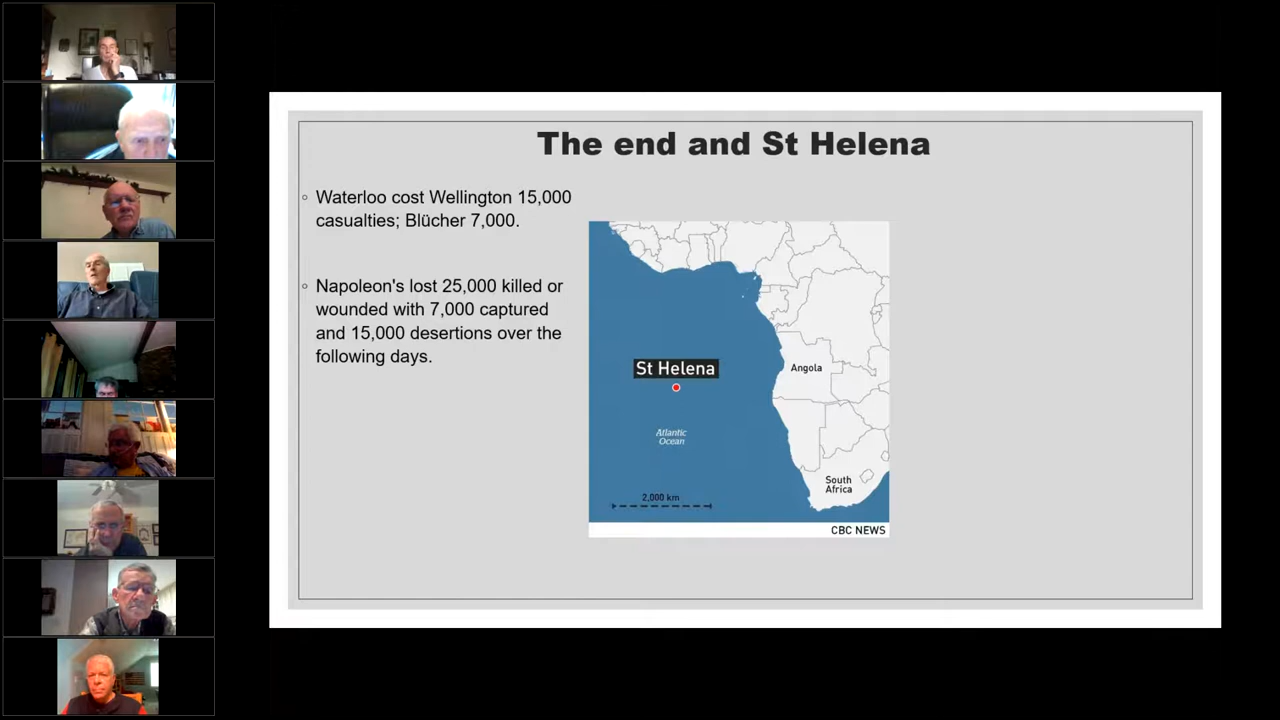 The end and St Helena
Waterloo cost Wellington 15,000
casualties; Blücher 7,000.
Napoleon's lost 25,000 killed or
wounded with 7,000 captured
and 15,000 desertions over the
following days.
St Helena
Angola
Atlantic
Ocean
South
Africa
2,000 km
CBC NEWS